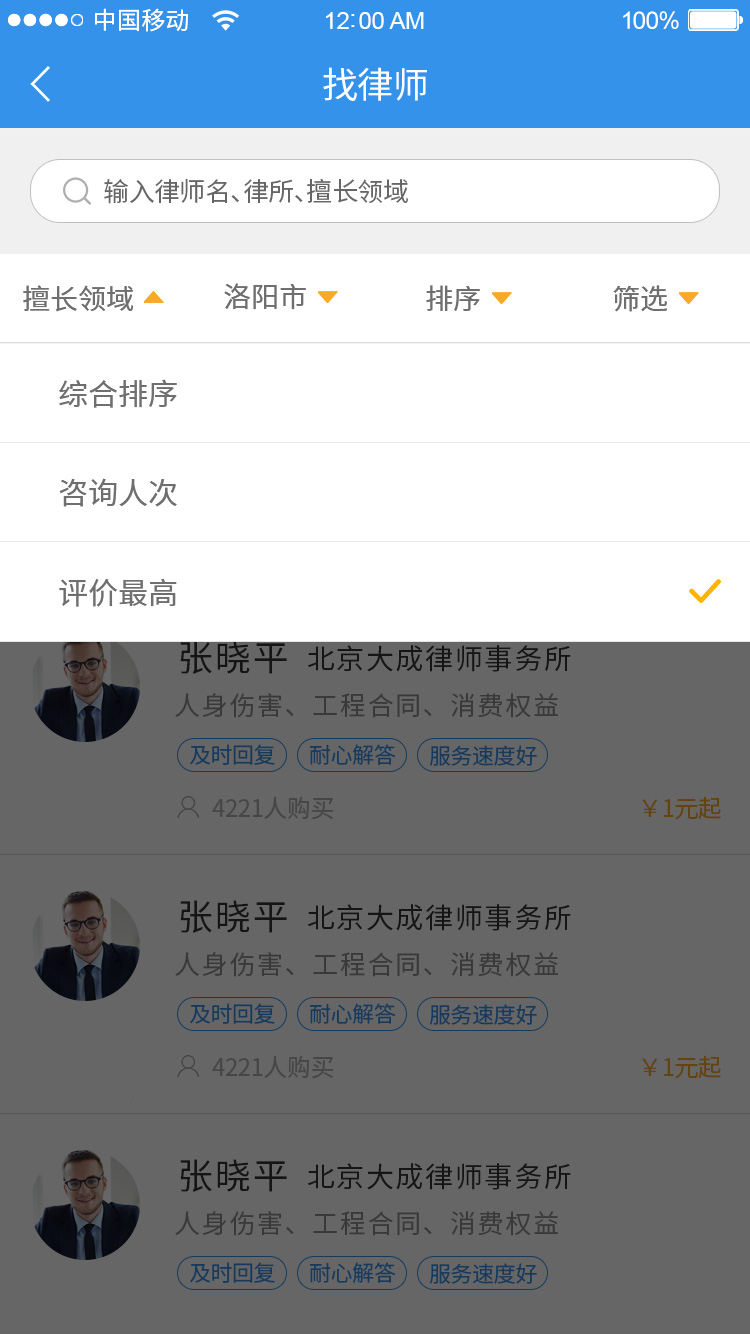 中国移动 12:00 AM 100%
找律师
输入律师名、律所、擅长领域
擅长领域 洛阳市 排序 筛选
综合排序
咨询人次
评价最高
张晓平 北京大成律师事务所
人身伤害、工程合同、消费权益
及时回复 耐心解答 服务速度好
4221人购买 ￥1元起
张晓平 北京大成律师事务所
人身伤害、工程合同、消费权益
及时回复 耐心解答 服务速度好
4221人购买 ￥1元起
张晓平 北京大成律师事务所
人身伤害、工程合同、消费权益
及时回复 耐心解答 服务速度好